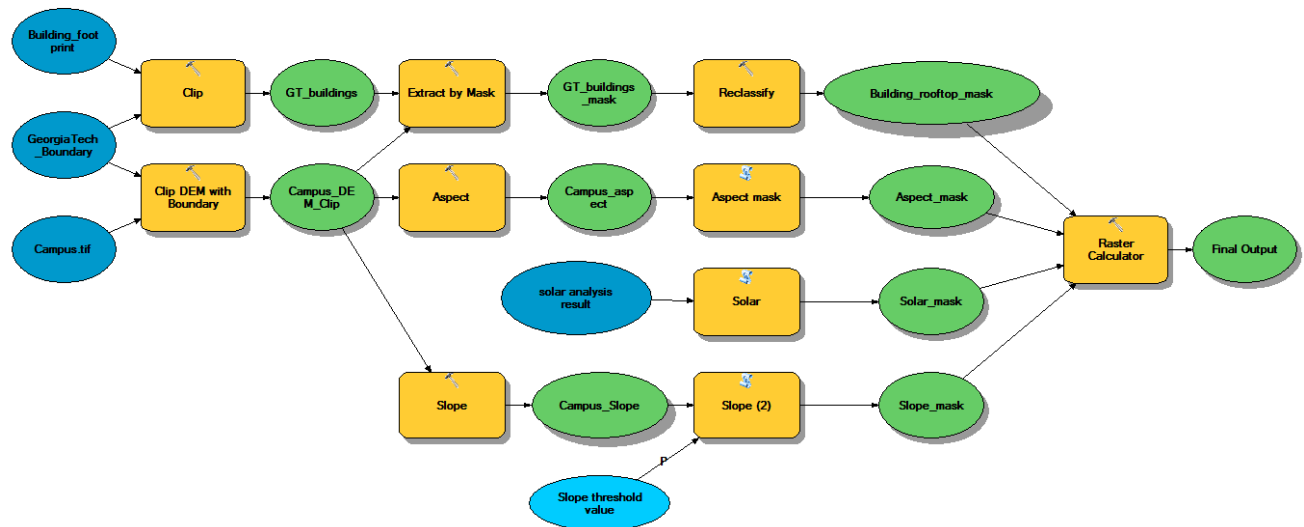 Building_foot
print
Clip
GT_buildings
Extract by Mask
GT_buildings
_mask
Reclassify
Building_rooftop_mask
GeorgiaTech
_Boundary
Clip DEM with
Boundary
Campus_DE
M_Clip
Aspect
Campus_asp
ect
Aspect mask
Aspect_mask
Raster
Calculator
Final Output
Campus.tif
solar analysis
result
Solar
Solar_mask
Slope
Campus_Slope
Slope (2)
Slope_mask
P
Slope threshold
value